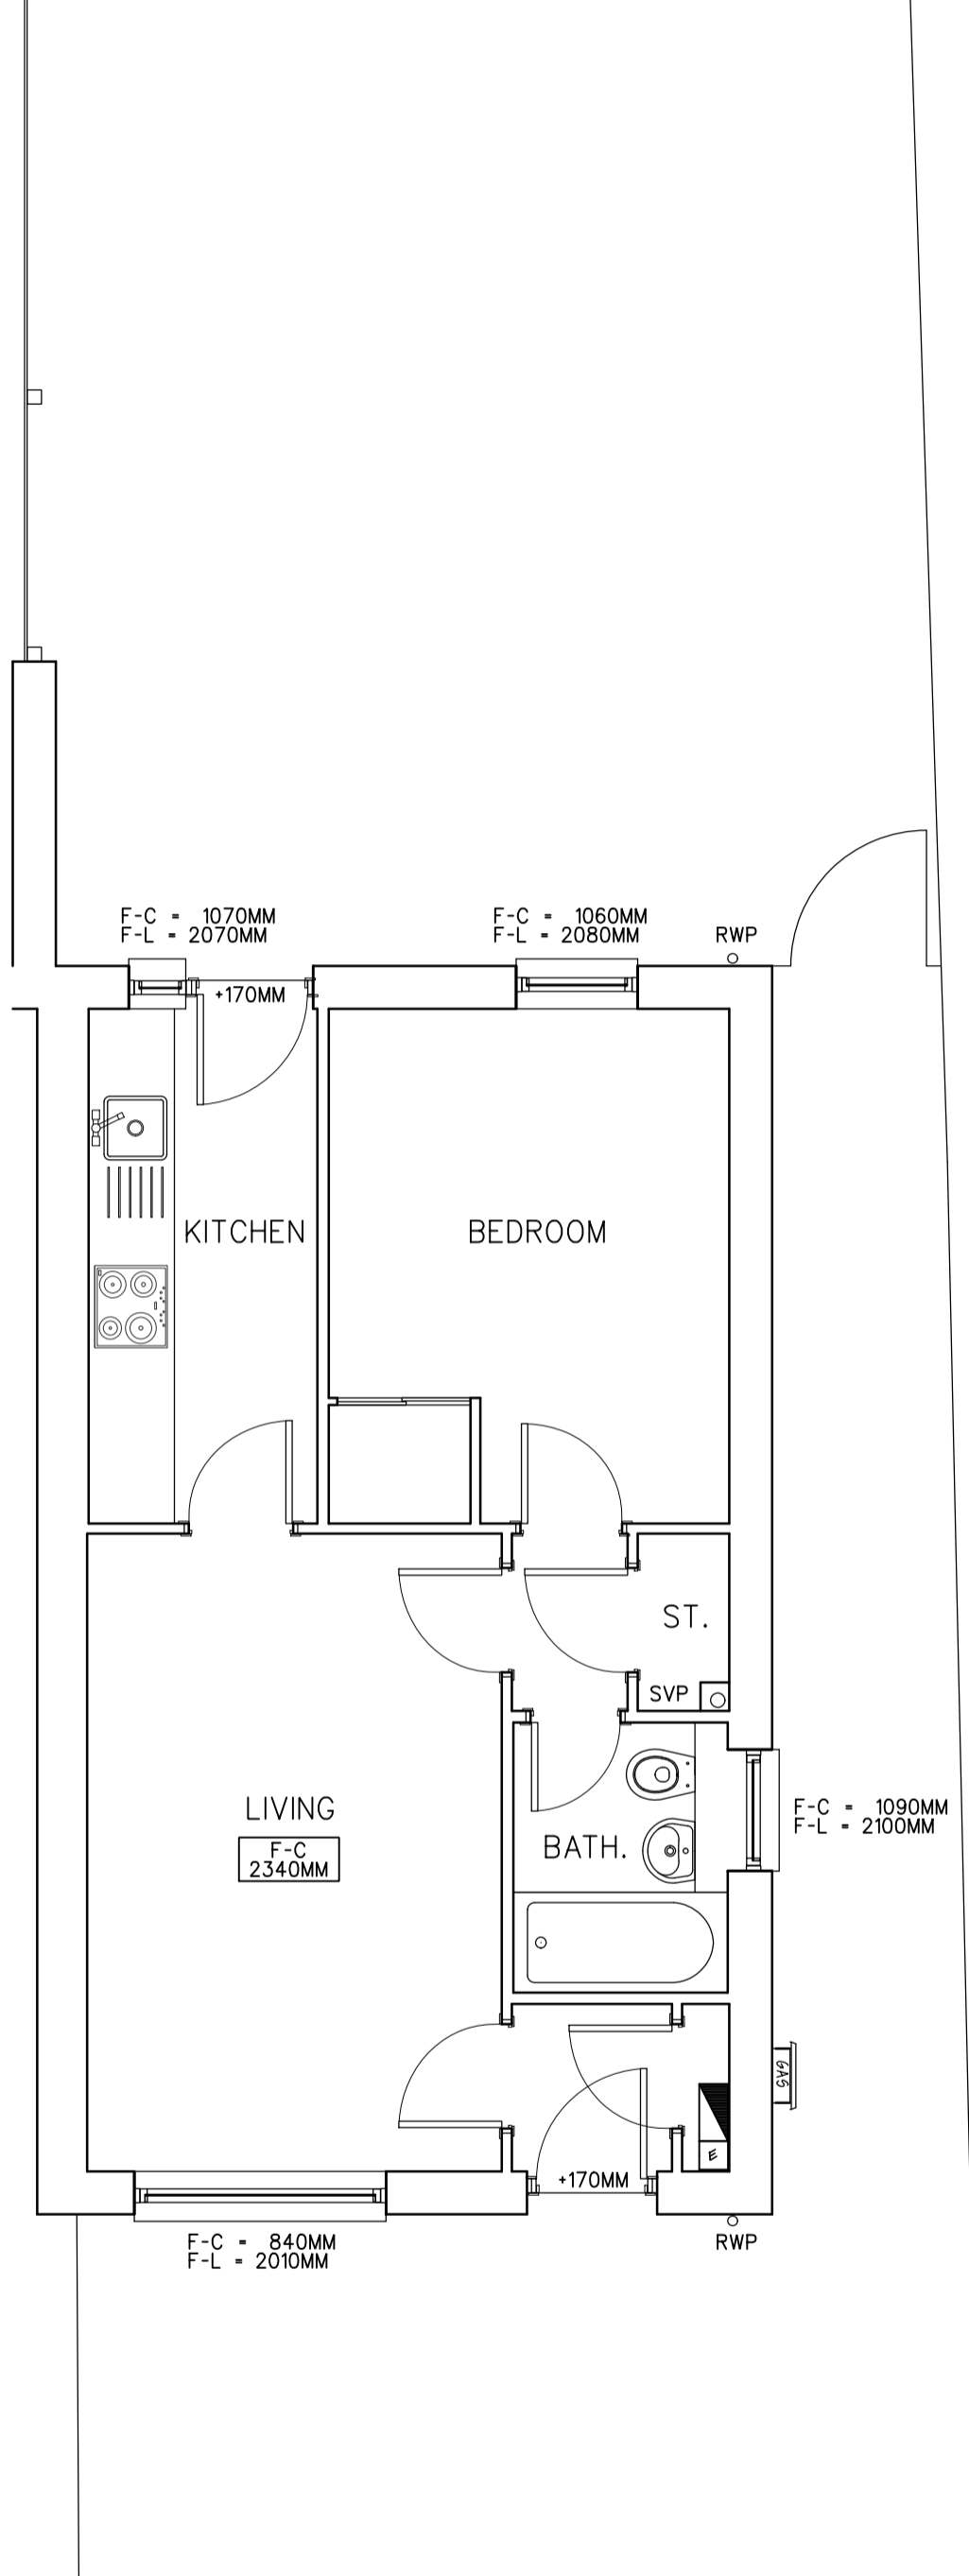 F-C = 1070MM
F-L = 2070MM
F-C = 1060MM
F-L = 2080MM
RWP
+170MM
KITCHEN
BEDROOM
ST.
SVP
LIVING
F-C
2340MM
BATH.
F-C = 1090MM
F-L = 2100MM
GAS
E
+170MM
F-C = 840MM
F-L = 2010MM
RWP